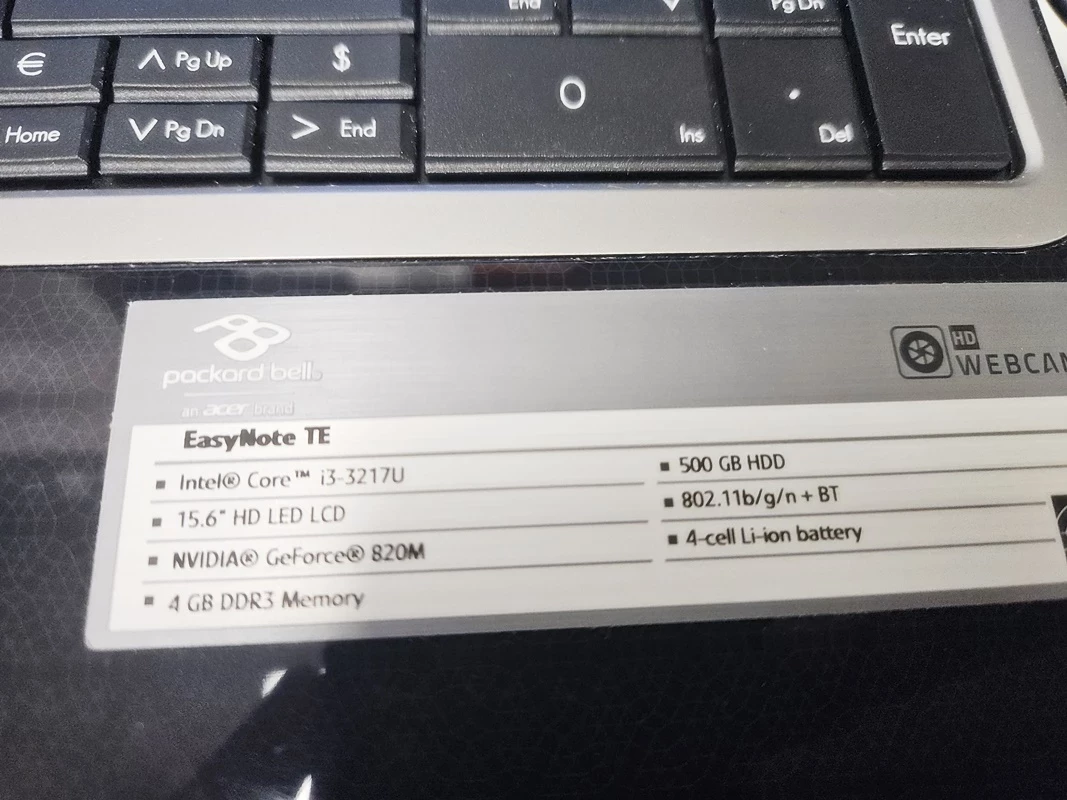 End
Pg Dn
€
Pg Up
$
0
.
Enter
Home
Pg Dn
> End
Ins
Del
packard bell
an acer brand
HD
WEBCAM
EasyNote TE
Intel® Core™ i3-3217U
15.6" HD LED LCD
NVIDIA® GeForce® 820M
4 GB DDR3 Memory
500 GB HDD
802.11b/g/n + BT
4-cell Li-ion battery